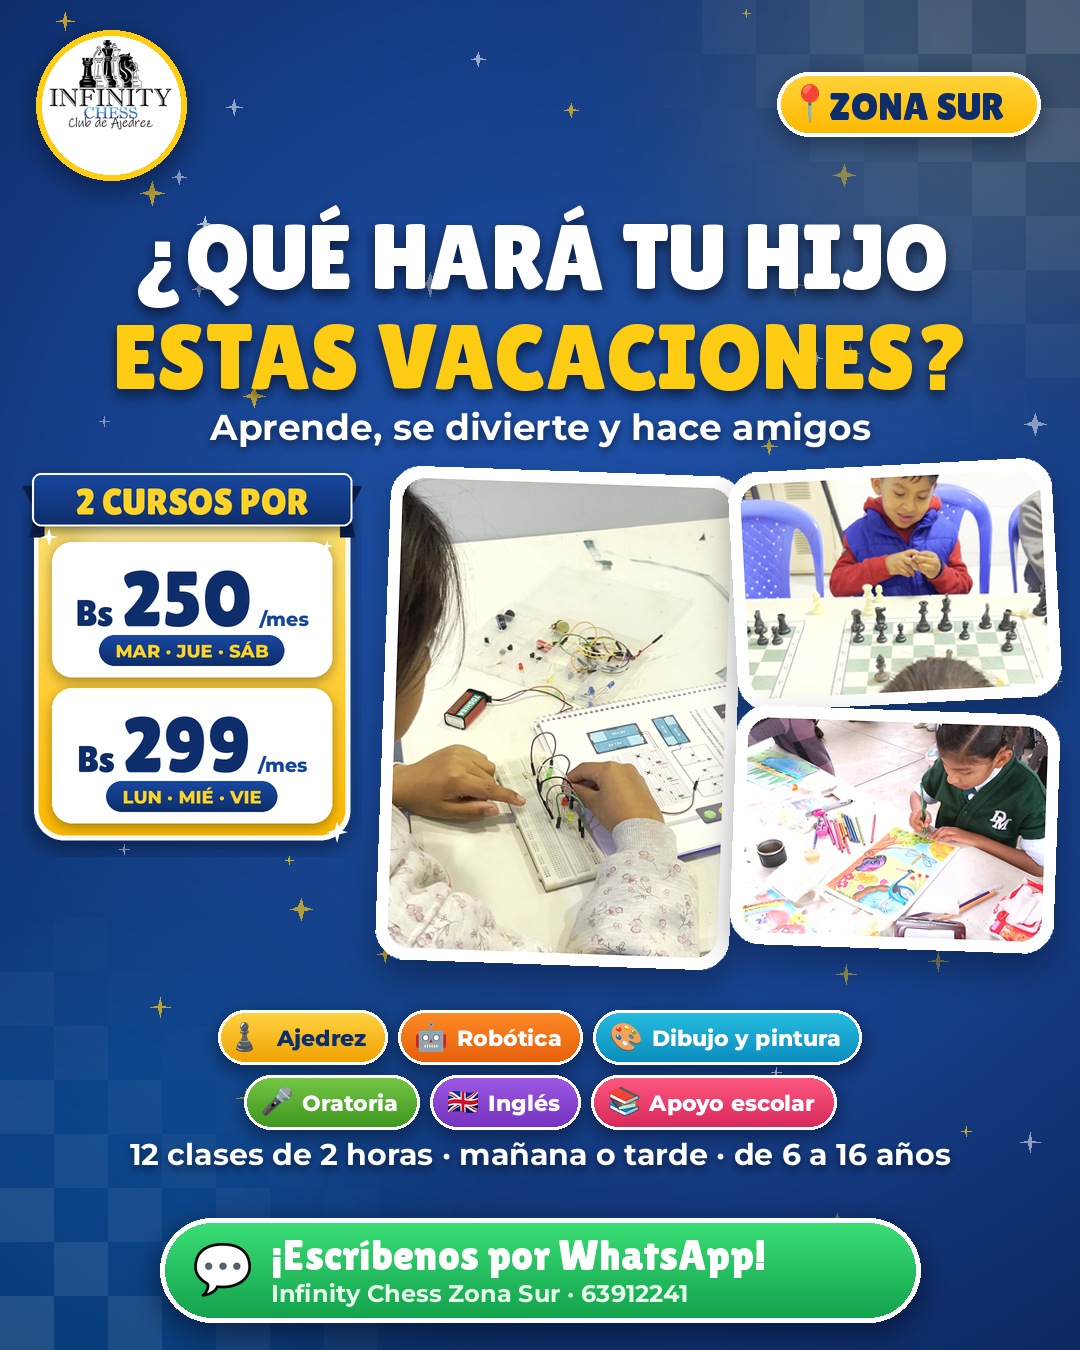 INFINITY
CHESS
Club de Ajedrez
ZONA SUR
¿QUÉ HARÁ TU HIJO
ESTAS VACACIONES?
Aprende, se divierte y hace amigos
2 CURSOS POR
Bs 250 /mes
MAR · JUE · SÁB
Bs 299 /mes
LUN · MIÉ · VIE
DM
Ajedrez
Robótica
Dibujo y pintura
Oratoria
Inglés
Apoyo escolar
12 clases de 2 horas · mañana o tarde · de 6 a 16 años
¡Escríbenos por WhatsApp!
Infinity Chess Zona Sur · 63912241